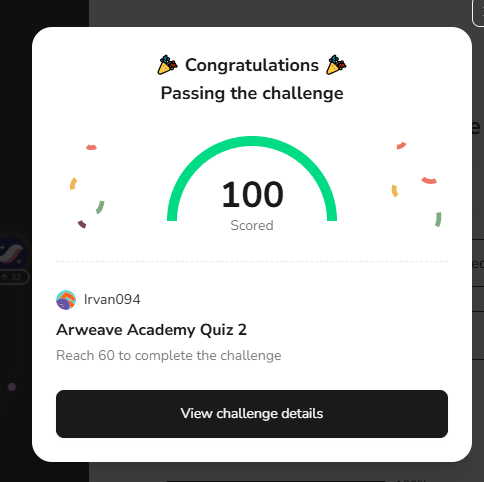 Congratulations
Passing the challenge
100
Scored
Irvan094
Arweave Academy Quiz 2
Reach 60 to complete the challenge
View challenge details
32